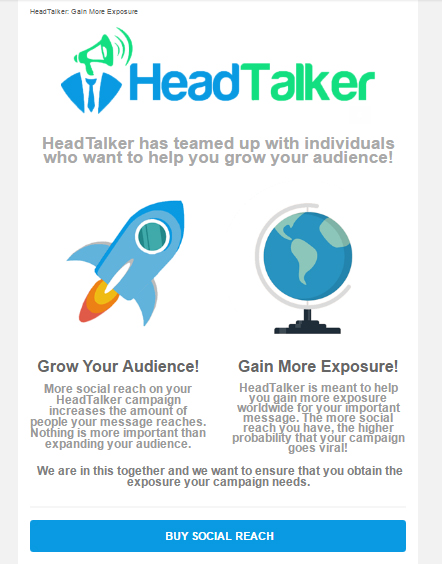 HeadTalker: Gain More Exposure
HeadTalker
HeadTalker has teamed up with individuals
who want to help you grow your audience!
Grow Your Audience!
More social reach on your
HeadTalker campaign
increases the amount of
people your message reaches.
Nothing is more important than
expanding your audience.
Gain More Exposure!
HeadTalker is meant to help
you gain more exposure
worldwide for your important
message. The more social
reach you have, the higher
probability that your campaign
goes viral!
We are in this together and we want to ensure that you obtain the
exposure your campaign needs.
BUY SOCIAL REACH